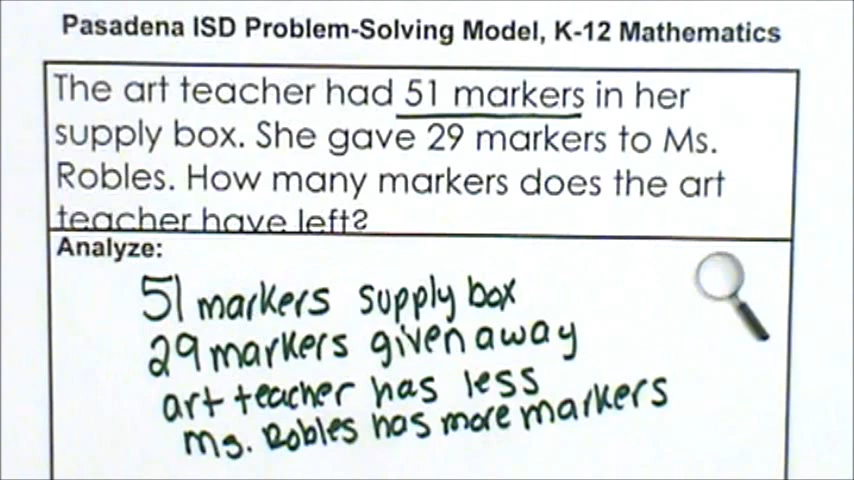 Pasadena ISD Problem-Solving Model, K-12 Mathematics
The art teacher had 51 markers in her
supply box. She gave 29 markers to Ms.
Robles. How many markers does the art
teacher have left?
Analyze:
51 markers supply box
29 markers given away
art teacher has less
Ms. Robles has more markers